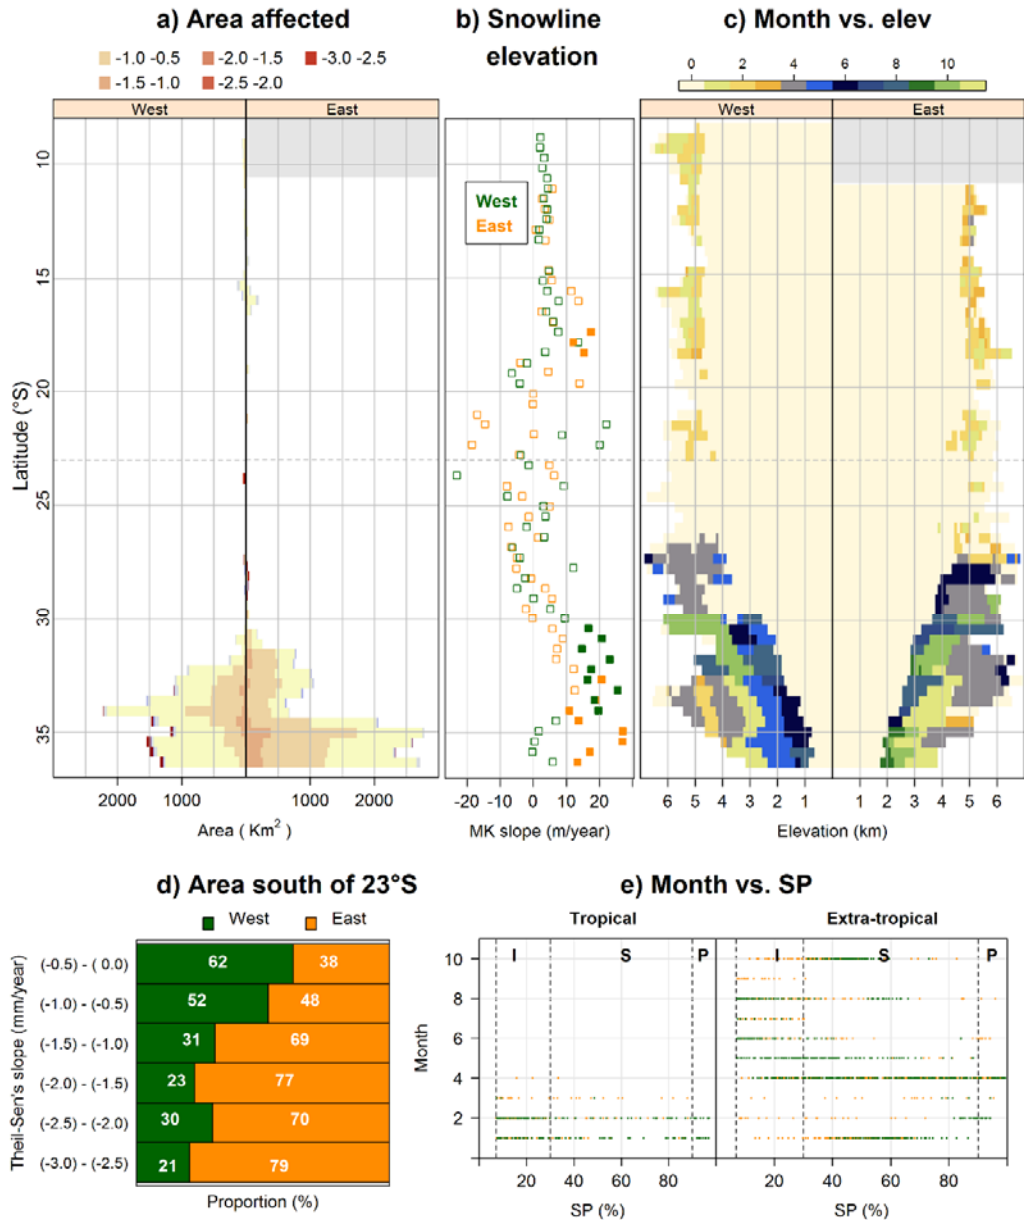 a) Area affected
-1.0 -0.5
-2.0 -1.5
-3.0 -2.5
-1.5 -1.0
-2.5 -2.0
West
East
Latitude (°S)
10
15
20
25
30
35
2000
1000
1000
2000
Area ( Km2 )
b) Snowline
elevation
West
East
-20
-10
0
10
20
MK slope (m/year)
c) Month vs. elev
0
2
4
6
8
10
West
East
6
5
4
3
2
1
1
2
3
4
5
6
Elevation (km)
d) Area south of 23°S
West
East
Theil-Sen's slope (mm/year)
(-0.5) - ( 0.0)
62
38
(-1.0) - (-0.5)
52
48
(-1.5) - (-1.0)
31
69
(-2.0) - (-1.5)
23
77
(-2.5) - (-2.0)
30
70
(-3.0) - (-2.5)
21
79
Proportion (%)
e) Month vs. SP
Tropical
Extra-tropical
I
S
P
I
S
P
Month
10
8
6
4
2
20
40
60
80
20
40
60
80
SP (%)
SP (%)